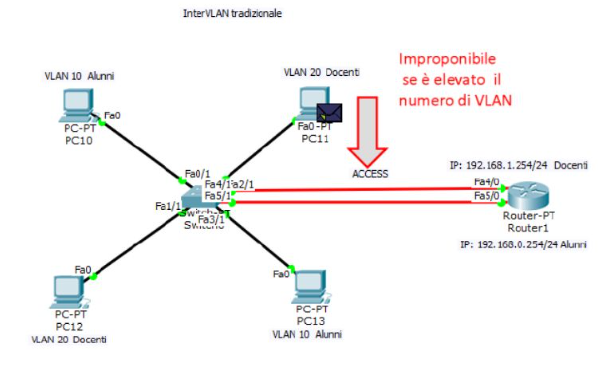 InterVLAN tradizionale
Improponibile
se è elevato il
numero di VLAN
VLAN 10 Alunni
VLAN 20 Docenti
Fa0
PC-PT
PC10
Fa0-PT
PC11
ACCESS
IP: 192.168.1.254/24 Docenti
Fa0/1
Fa4/1
Fa2/1
Fa5/1
Fa1/1
Fa3/1
Fa4/0
Fa5/0
Router-PT
Router1
IP: 192.168.0.254/24 Alunni
Fa0
PC-PT
PC12
VLAN 20 Docenti
Fa0
PC-PT
PC13
VLAN 10 Alunni